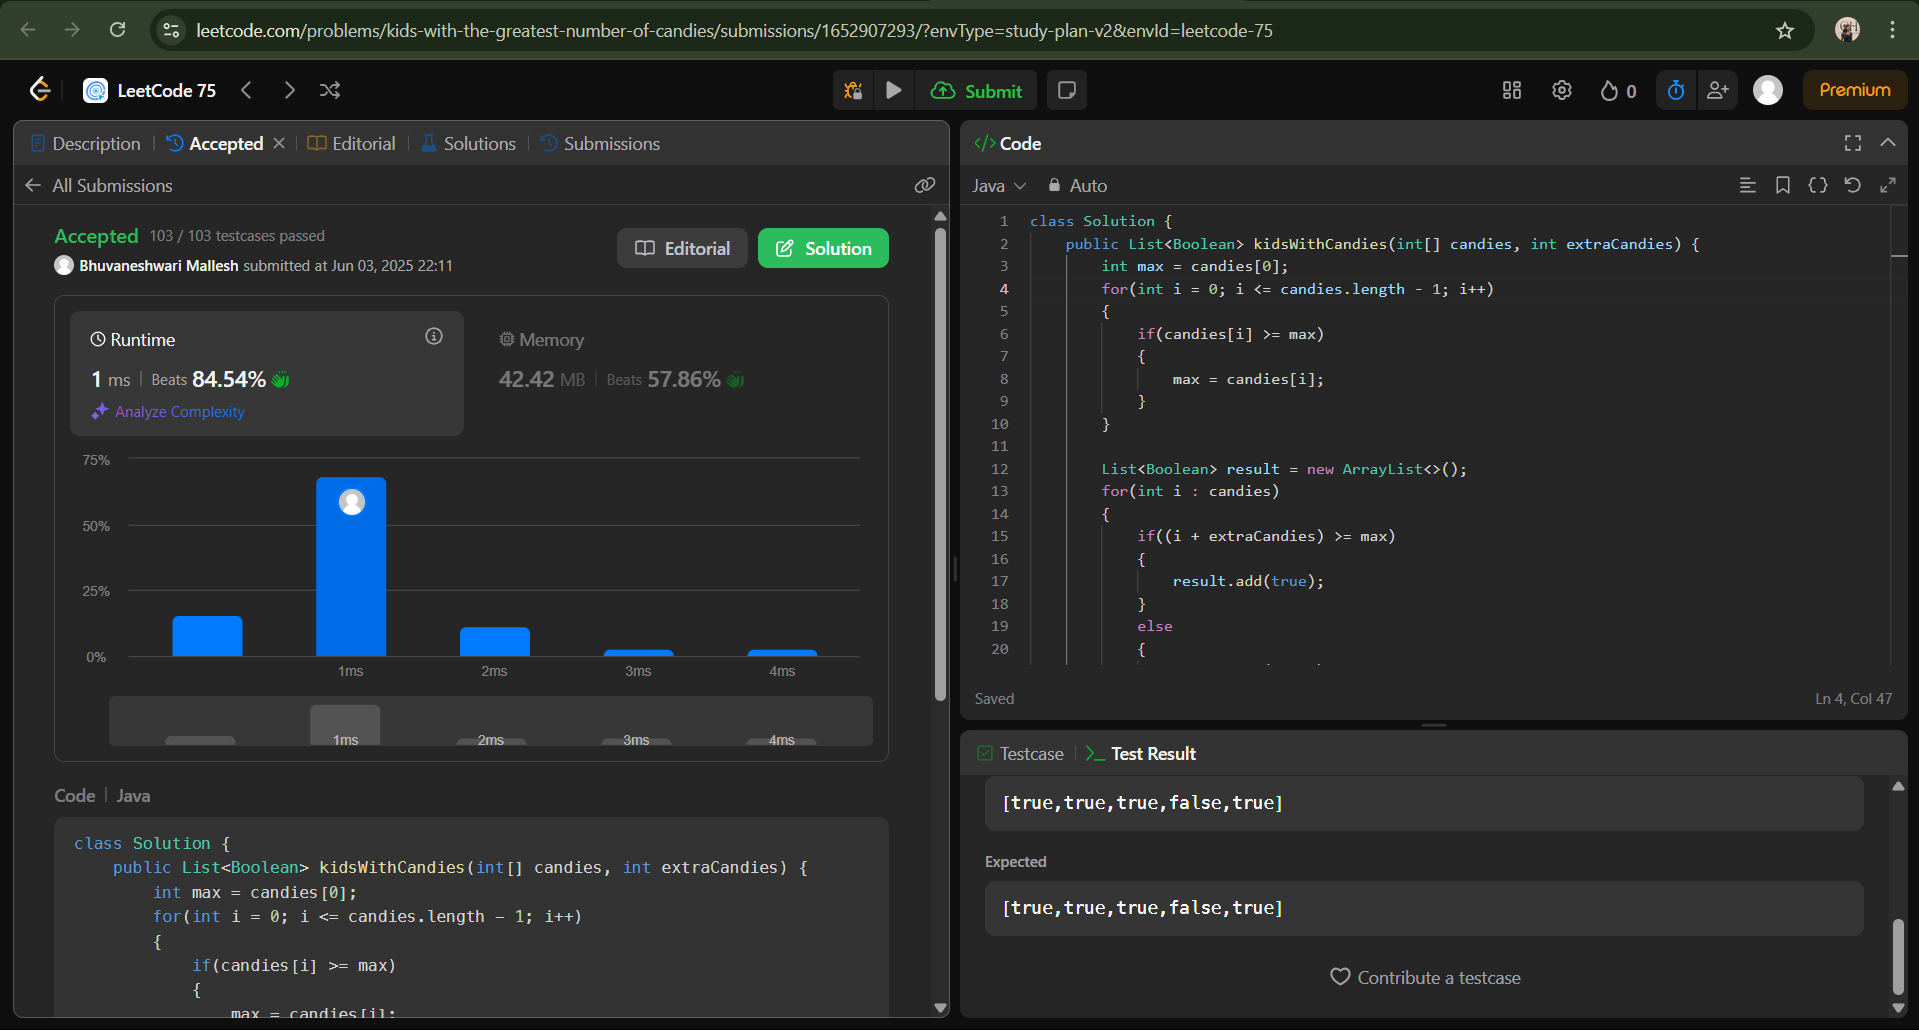 leetcode.com/problems/kids-with-the-greatest-number-of-candies/submissions/1652907293/?envType=study-plan-v2&envId=leetcode-75
LeetCode 75
Submit
0
Premium
Description
Accepted
Editorial
Solutions
Submissions
All Submissions
Accepted 103 / 103 testcases passed
Bhuvaneshwari Mallesh submitted at Jun 03, 2025 22:11
Editorial
Solution
Runtime
1 ms | Beats 84.54%
Analyze Complexity
Memory
42.42 MB | Beats 57.86%
75%
50%
25%
0%
1ms 2ms 3ms 4ms
1ms 2ms 3ms 4ms
Code | Java
class Solution {
public List<Boolean> kidsWithCandies(int[] candies, int extraCandies) {
int max = candies[0];
for(int i = 0; i <= candies.length - 1; i++)
{
if(candies[i] >= max)
{
max = candies[i];
</> Code
Java Auto
1 class Solution {
2 public List<Boolean> kidsWithCandies(int[] candies, int extraCandies) {
3 int max = candies[0];
4 for(int i = 0; i <= candies.length - 1; i++)
5 {
6 if(candies[i] >= max)
7 {
8 max = candies[i];
9 }
10 }
11
12 List<Boolean> result = new ArrayList<>();
13 for(int i : candies)
14 {
15 if((i + extraCandies) >= max)
16 {
17 result.add(true);
18 }
19 else
20 {
Saved
Ln 4, Col 47
Testcase
Test Result
[true,true,true,false,true]
Expected
[true,true,true,false,true]
Contribute a testcase